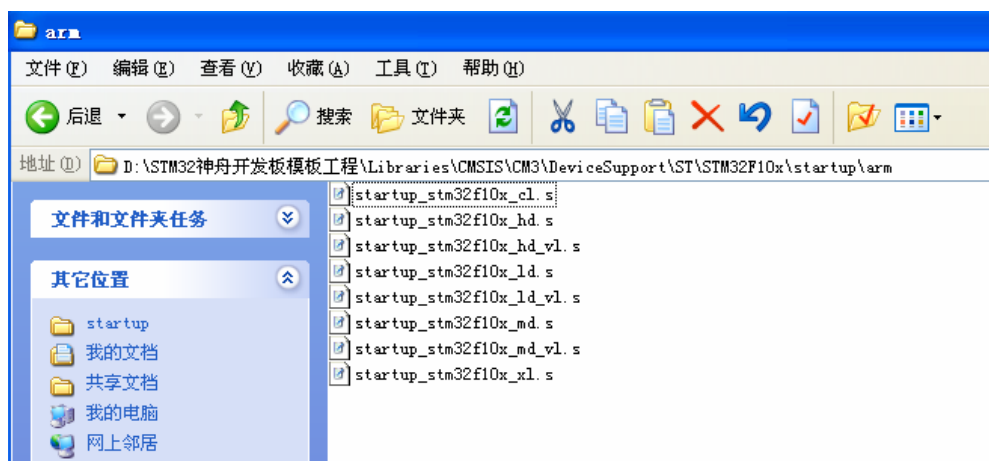 arm
文件(F) 编辑(E) 查看(V) 收藏(A) 工具(T) 帮助(H)
后退 搜索 文件夹
地址(D) D:\STM32神舟开发板模板工程\Libraries\CMSIS\CM3\DeviceSupport\ST\STM32F10x\startup\arm
文件和文件夹任务
其它位置
startup
我的文档
共享文档
我的电脑
网上邻居
startup_stm32f10x_cl.s
startup_stm32f10x_hd.s
startup_stm32f10x_hd_vl.s
startup_stm32f10x_ld.s
startup_stm32f10x_ld_vl.s
startup_stm32f10x_md.s
startup_stm32f10x_md_vl.s
startup_stm32f10x_xl.s